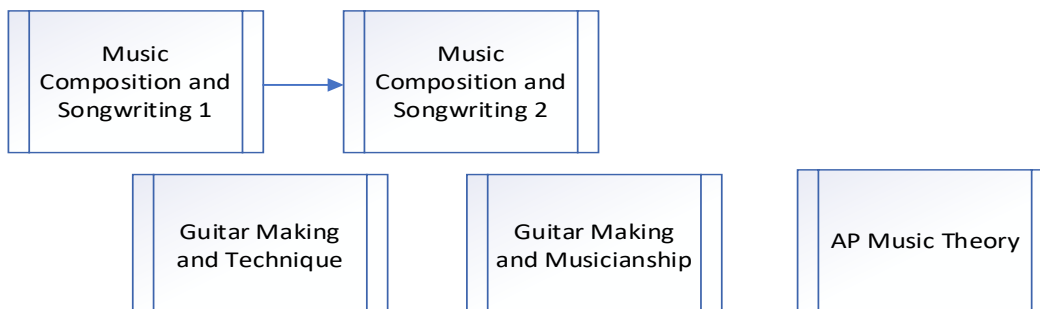 Music
Composition and
Songwriting 1
Music
Composition and
Songwriting 2
Guitar Making
and Technique
Guitar Making
and Musicianship
AP Music Theory